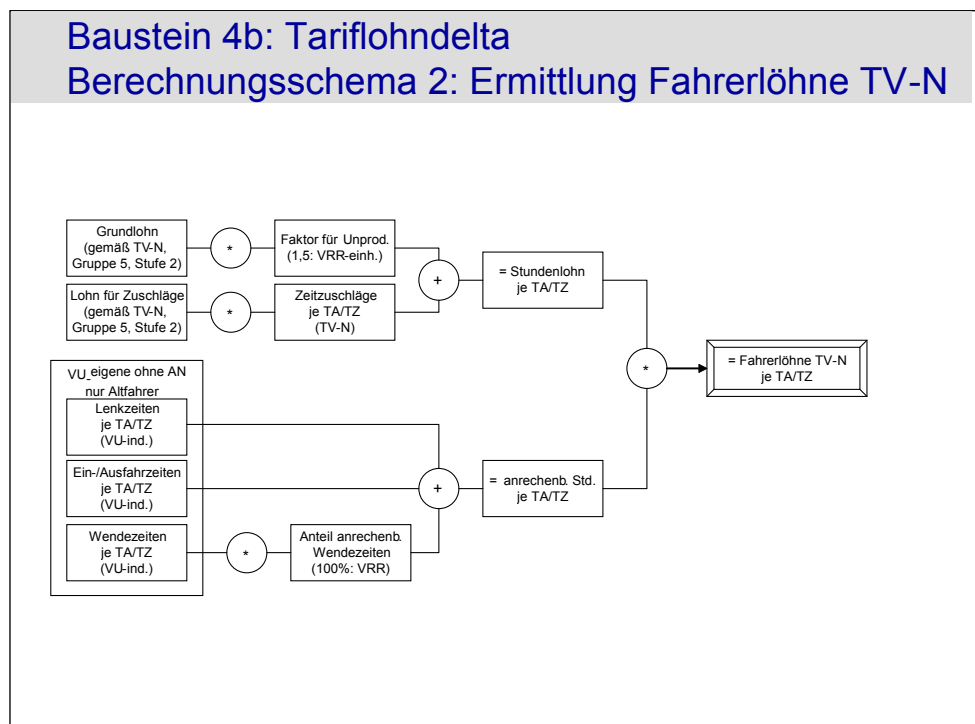 Baustein 4b: Tariflohndelta
Berechnungsschema 2: Ermittlung Fahrerlöhne TV-N
Grundlohn
(gemäß TV-N,
Gruppe 5, Stufe 2)
*
Faktor für Unprod.
(1,5: VRR-einh.)
+
= Stundenlohn
je TA/TZ
Lohn für Zuschläge
(gemäß TV-N,
Gruppe 5, Stufe 2)
*
Zeitzuschläge
je TA/TZ
(TV-N)
*
= Fahrerlöhne TV-N
je TA/TZ
VU-eigene ohne AN
nur Altfahrer
Lenkzeiten
je TA/TZ
(VU-ind.)
Ein-/Ausfahrzeiten
je TA/TZ
(VU-ind.)
+
= anrechenb. Std.
je TA/TZ
Wendezeiten
je TA/TZ
(VU-ind.)
*
Anteil anrechenb.
Wendezeiten
(100%: VRR)